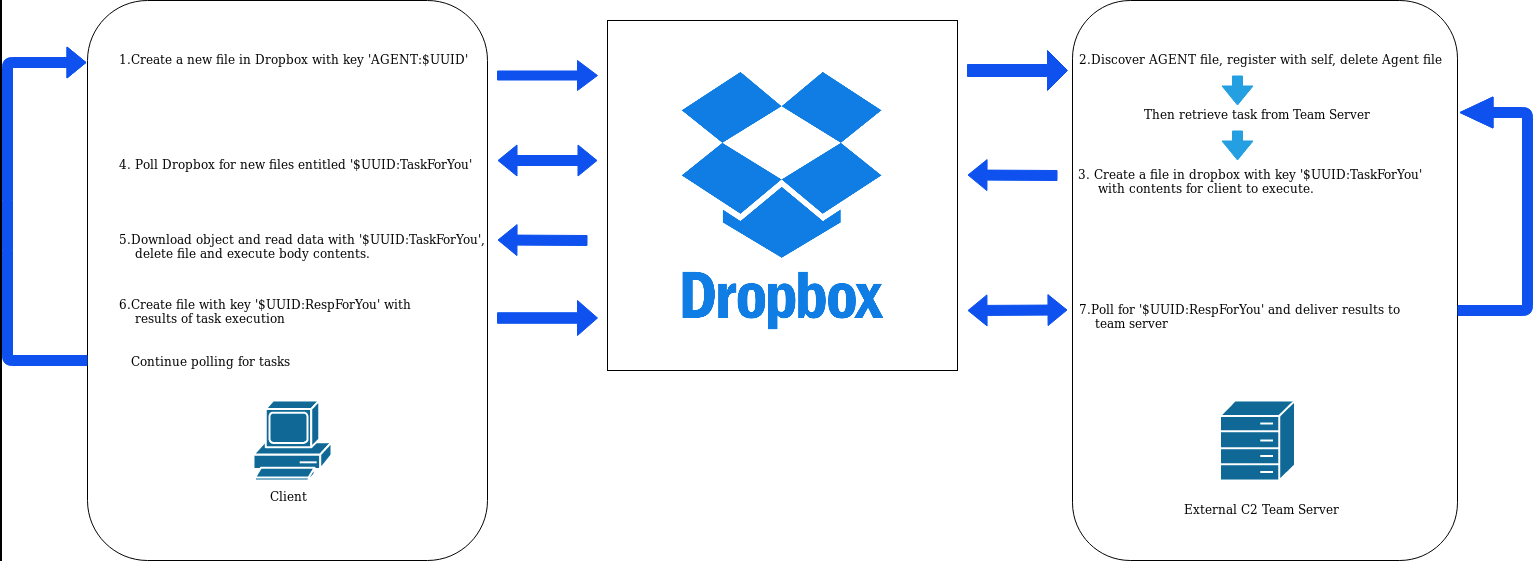 1.Create a new file in Dropbox with key 'AGENT:$UUID'
4. Poll Dropbox for new files entitled '$UUID:TaskForYou'
5.Download object and read data with '$UUID:TaskForYou',
delete file and execute body contents.
6.Create file with key '$UUID:RespForYou' with
results of task execution
Continue polling for tasks
Client
Dropbox
2.Discover AGENT file, register with self, delete Agent file
Then retrieve task from Team Server
3. Create a file in dropbox with key '$UUID:TaskForYou'
with contents for client to execute.
7.Poll for '$UUID:RespForYou' and deliver results to
team server
External C2 Team Server